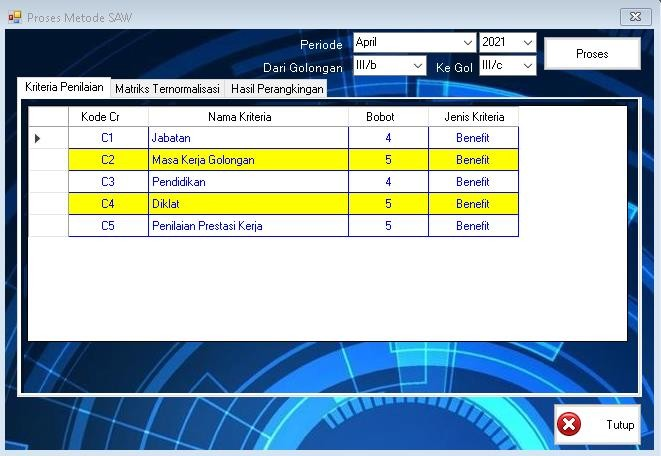 Proses Metode SAW
Periode April 2021
Proses
Dari Golongan III/b Ke Gol III/c
Kriteria Penilaian Matriks Ternormalisasi Hasil Perangkingan
Kode Cr Nama Kriteria Bobot Jenis Kriteria
C1 Jabatan 4 Benefit
C2 Masa Kerja Golongan 5 Benefit
C3 Pendidikan 4 Benefit
C4 Diklat 5 Benefit
C5 Penilaian Prestasi Kerja 5 Benefit
Tutup